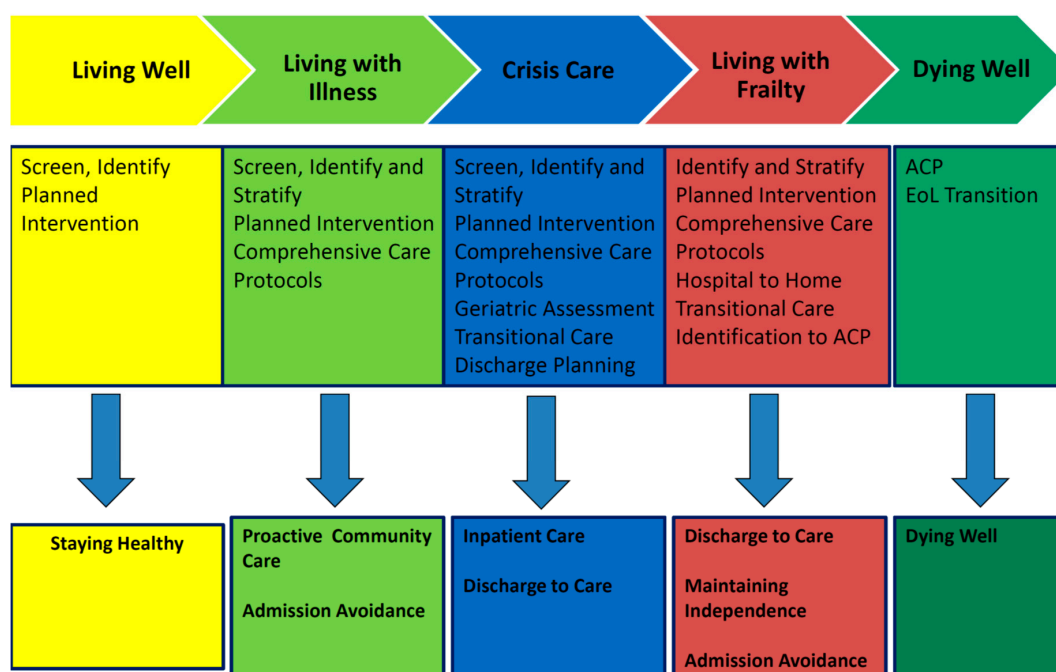 Living Well
Living with
Illness
Crisis Care
Living with
Frailty
Dying Well
Screen, Identify
Planned
Intervention
Screen, Identify and
Stratify
Planned Intervention
Comprehensive Care
Protocols
Screen, Identify and
Stratify
Planned Intervention
Comprehensive Care
Protocols
Geriatric Assessment
Transitional Care
Discharge Planning
Identify and Stratify
Planned Intervention
Comprehensive Care
Protocols
Hospital to Home
Transitional Care
Identification to ACP
ACP
EoL Transition
Staying Healthy
Proactive Community
Care
Admission Avoidance
Inpatient Care
Discharge to Care
Discharge to Care
Maintaining
Independence
Admission Avoidance
Dying Well